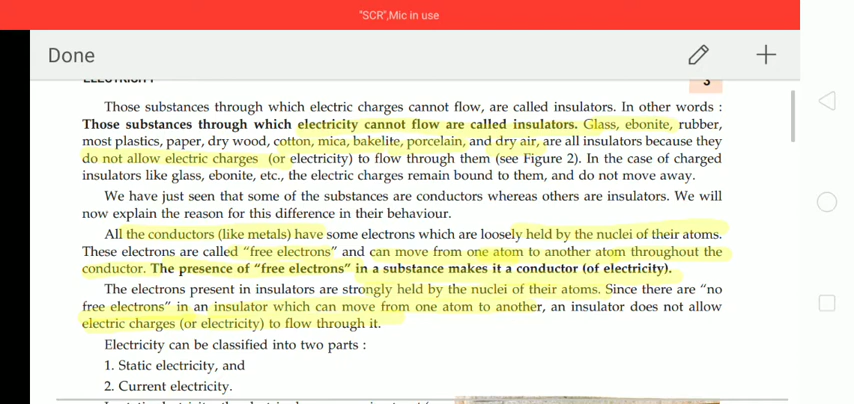 "SCR",Mic in use
Done
3
Those substances through which electric charges cannot flow, are called insulators. In other words :
Those substances through which electricity cannot flow are called insulators. Glass, ebonite, rubber,
most plastics, paper, dry wood, cotton, mica, bakelite, porcelain, and dry air, are all insulators because they
do not allow electric charges (or electricity) to flow through them (see Figure 2). In the case of charged
insulators like glass, ebonite, etc., the electric charges remain bound to them, and do not move away.
We have just seen that some of the substances are conductors whereas others are insulators. We will
now explain the reason for this difference in their behaviour.
All the conductors (like metals) have some electrons which are loosely held by the nuclei of their atoms.
These electrons are called "free electrons" and can move from one atom to another atom throughout the
conductor. The presence of "free electrons" in a substance makes it a conductor (of electricity).
The electrons present in insulators are strongly held by the nuclei of their atoms. Since there are "no
free electrons" in an insulator which can move from one atom to another, an insulator does not allow
electric charges (or electricity) to flow through it.
Electricity can be classified into two parts :
1. Static electricity, and
2. Current electricity.